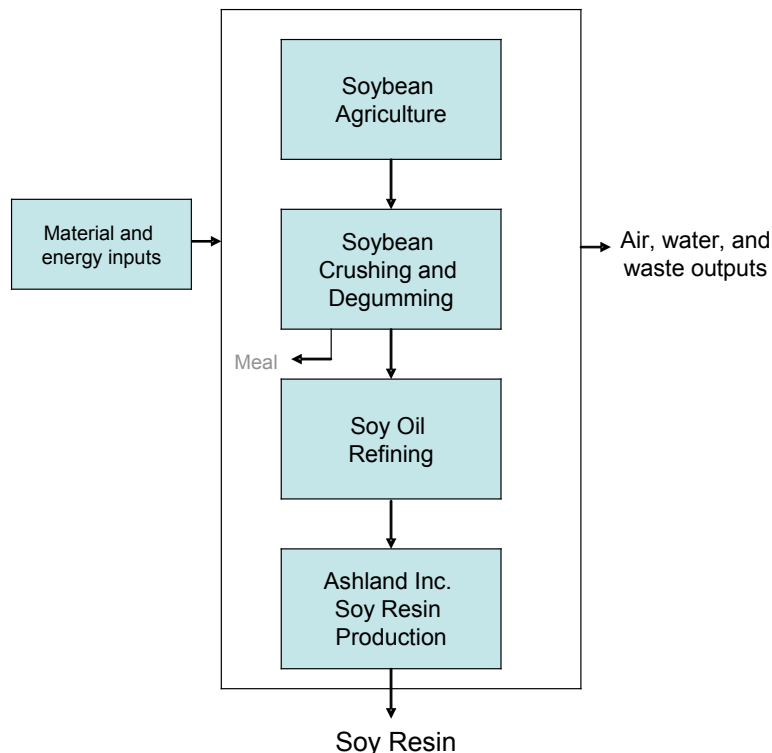 Soybean
Agriculture
Material and
energy inputs
Soybean
Crushing and
Degumming
Air, water, and
waste outputs
Meal
Soy Oil
Refining
Ashland Inc.
Soy Resin
Production
Soy Resin